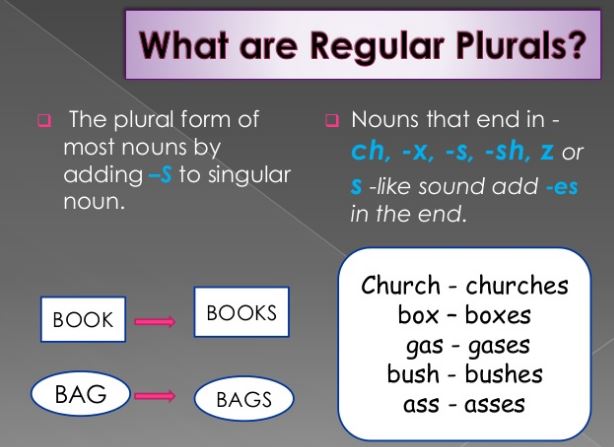 What are Regular Plurals?
The plural form of
most nouns by
adding –S to singular
noun.
Nouns that end in -
ch, -x, -s, -sh, z or
s -like sound add -es
in the end.
BOOK
BOOKS
BAG
BAGS
Church - churches
box – boxes
gas - gases
bush - bushes
ass - asses